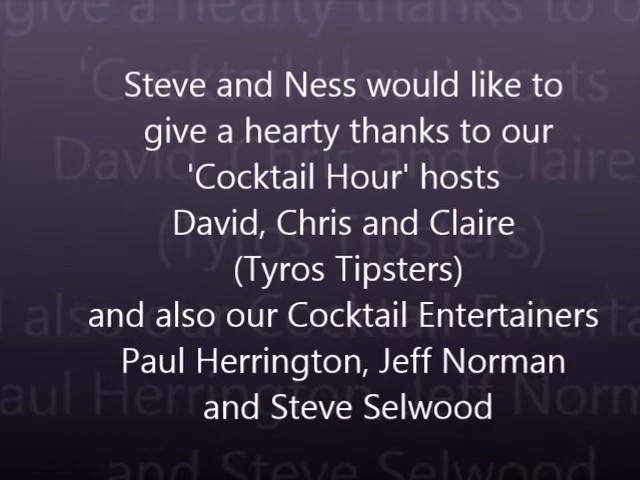 Steve and Ness would like to
give a hearty thanks to our
'Cocktail Hour' hosts
David, Chris and Claire
(Tyros Tipsters)
and also our Cocktail Entertainers
Paul Herrington, Jeff Norman
and Steve Selwood